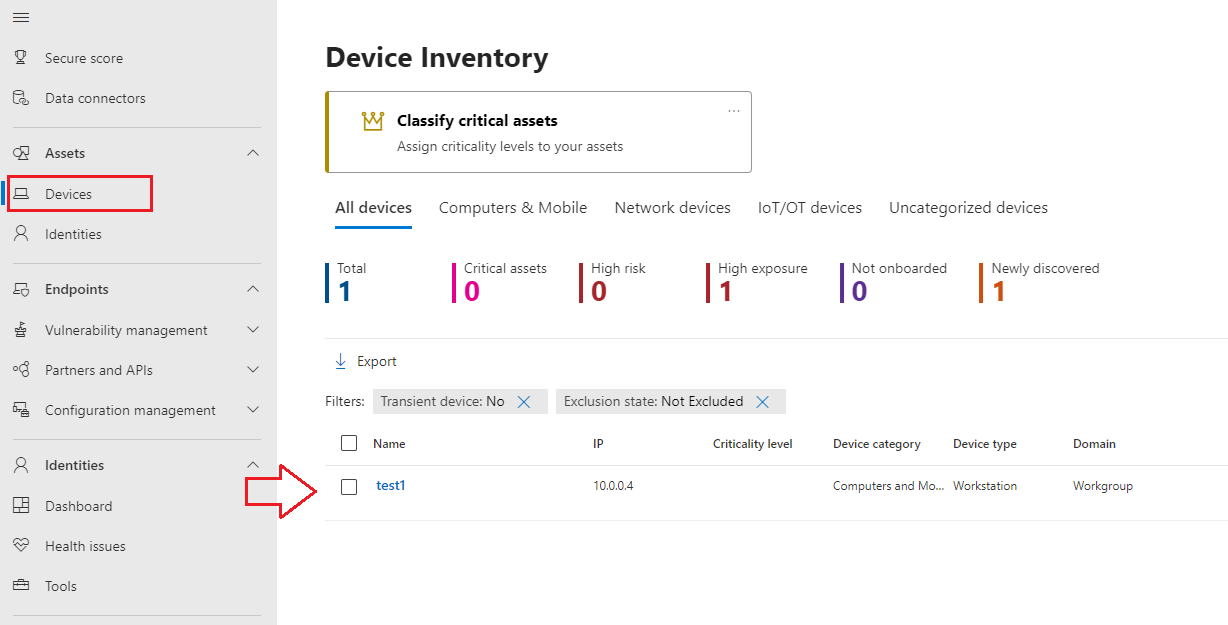 Secure score
Data connectors
Assets
Devices
Identities
Endpoints
Vulnerability management
Partners and APIs
Configuration management
Identities
Dashboard
Health issues
Tools
Device Inventory
Classify critical assets
...
Assign criticality levels to your assets
All devices Computers & Mobile Network devices IoT/OT devices Uncategorized devices
Total Critical assets High risk High exposure Not onboarded Newly discovered
1 0 0 1 0 1
Export
Filters: Transient device: No Exclusion state: Not Excluded
Name IP Criticality level Device category Device type Domain
test1 10.0.0.4 Computers and Mo... Workstation Workgroup